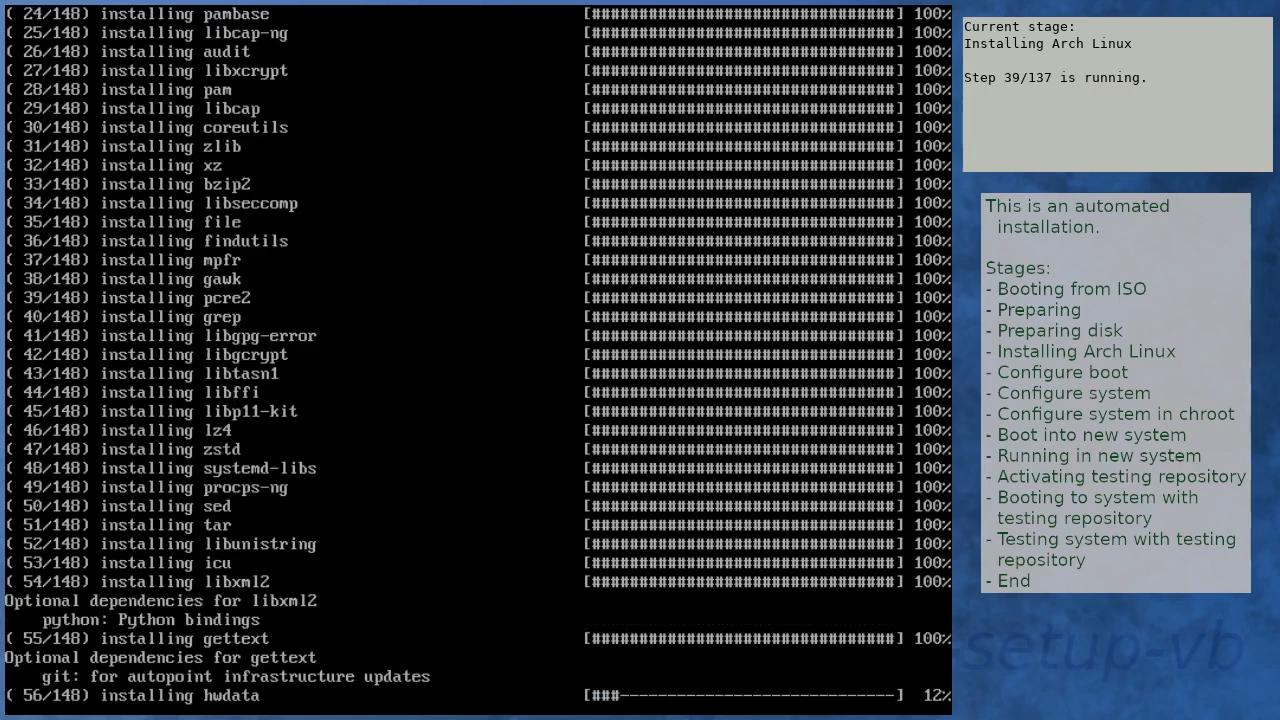 ( 24/148) installing pambase [################################] 100%
( 25/148) installing libcap-ng [################################] 100%
( 26/148) installing audit [################################] 100%
( 27/148) installing libxcrypt [################################] 100%
( 28/148) installing pam [################################] 100%
( 29/148) installing libcap [################################] 100%
( 30/148) installing coreutils [################################] 100%
( 31/148) installing zlib [################################] 100%
( 32/148) installing xz [################################] 100%
( 33/148) installing bzip2 [################################] 100%
( 34/148) installing libseccomp [################################] 100%
( 35/148) installing file [################################] 100%
( 36/148) installing findutils [################################] 100%
( 37/148) installing mpfr [################################] 100%
( 38/148) installing gawk [################################] 100%
( 39/148) installing pcre2 [################################] 100%
( 40/148) installing grep [################################] 100%
( 41/148) installing libgpg-error [################################] 100%
( 42/148) installing libgcrypt [################################] 100%
( 43/148) installing libtasn1 [################################] 100%
( 44/148) installing libffi [################################] 100%
( 45/148) installing libp11-kit [################################] 100%
( 46/148) installing lz4 [################################] 100%
( 47/148) installing zstd [################################] 100%
( 48/148) installing systemd-libs [################################] 100%
( 49/148) installing procps-ng [################################] 100%
( 50/148) installing sed [################################] 100%
( 51/148) installing tar [################################] 100%
( 52/148) installing libunistring [################################] 100%
( 53/148) installing icu [################################] 100%
( 54/148) installing libxml2 [################################] 100%
Optional dependencies for libxml2
python: Python bindings
( 55/148) installing gettext [################################] 100%
Optional dependencies for gettext
git: for autopoint infrastructure updates
( 56/148) installing hwdata [###-----------------------------] 12%
Current stage:
Installing Arch Linux
Step 39/137 is running.
This is an automated
installation.
Stages:
- Booting from ISO
- Preparing
- Preparing disk
- Installing Arch Linux
- Configure boot
- Configure system
- Configure system in chroot
- Boot into new system
- Running in new system
- Activating testing repository
- Booting to system with
testing repository
- Testing system with testing
repository
- End
setup-vb